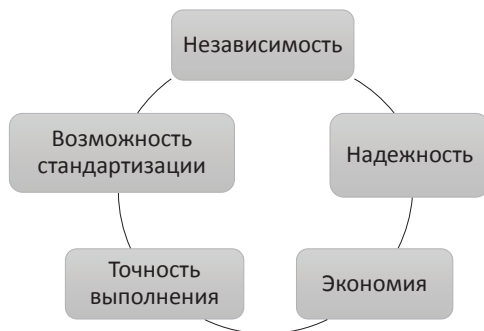 Независимость
Надежность
Экономия
Точность
выполнения
Возможность
стандартизации